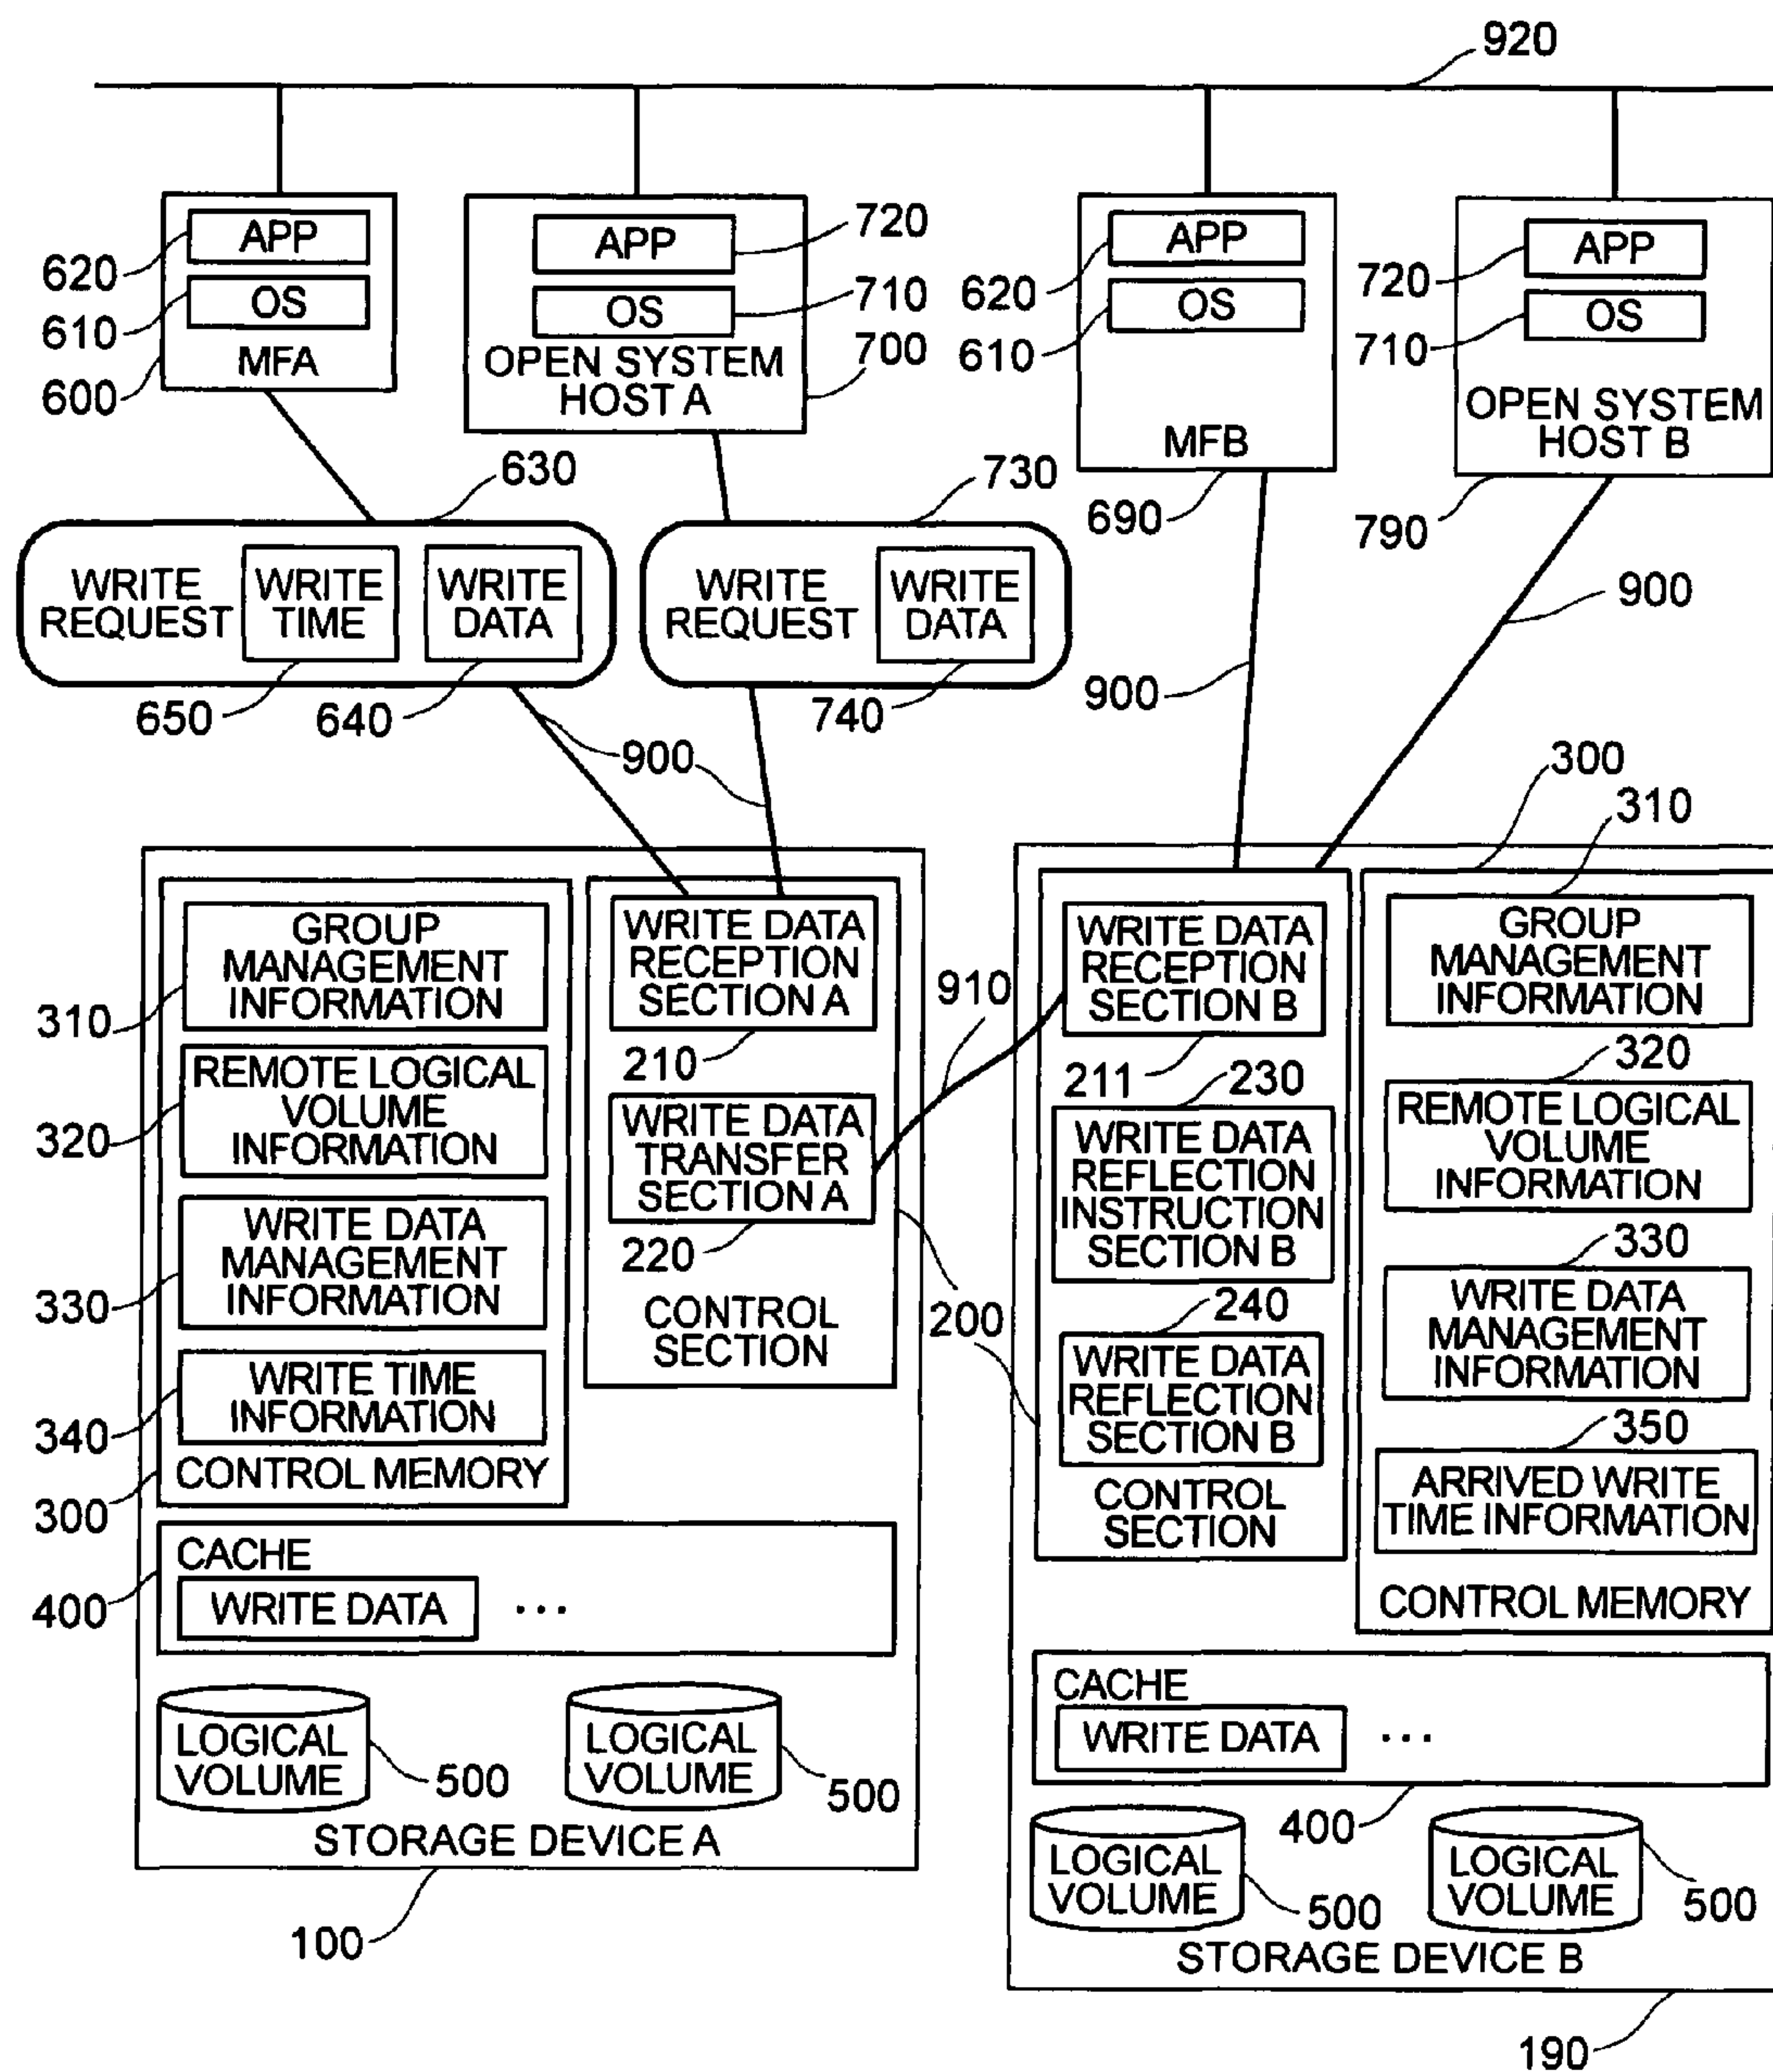 920
APP
OS
MFA
620
610
600
APP
OS
OPEN SYSTEM
HOST A
720
710
700
APP
OS
MFB
620
610
690
APP
OS
OPEN SYSTEM
HOST B
720
710
790
630
WRITE
REQUEST
WRITE
TIME
WRITE
DATA
650
640
730
WRITE
REQUEST
WRITE
DATA
740
900
900
900
GROUP
MANAGEMENT
INFORMATION
310
REMOTE LOGICAL
VOLUME
INFORMATION
320
WRITE DATA
MANAGEMENT
INFORMATION
330
WRITE TIME
INFORMATION
340
CONTROL MEMORY
300
WRITE DATA
RECEPTION
SECTION A
210
WRITE DATA
TRANSFER
SECTION A
220
CONTROL
SECTION
200
910
CACHE
WRITE DATA ...
400
LOGICAL
VOLUME
500
LOGICAL
VOLUME
500
STORAGE DEVICE A
100
WRITE DATA
RECEPTION
SECTION B
211
230
WRITE DATA
REFLECTION
INSTRUCTION
SECTION B
240
WRITE DATA
REFLECTION
SECTION B
CONTROL
SECTION
300
310
GROUP
MANAGEMENT
INFORMATION
320
REMOTE LOGICAL
VOLUME
INFORMATION
330
WRITE DATA
MANAGEMENT
INFORMATION
350
ARRIVED WRITE
TIME INFORMATION
CONTROL MEMORY
CACHE
WRITE DATA ...
400
LOGICAL
VOLUME
500
LOGICAL
VOLUME
500
STORAGE DEVICE B
190